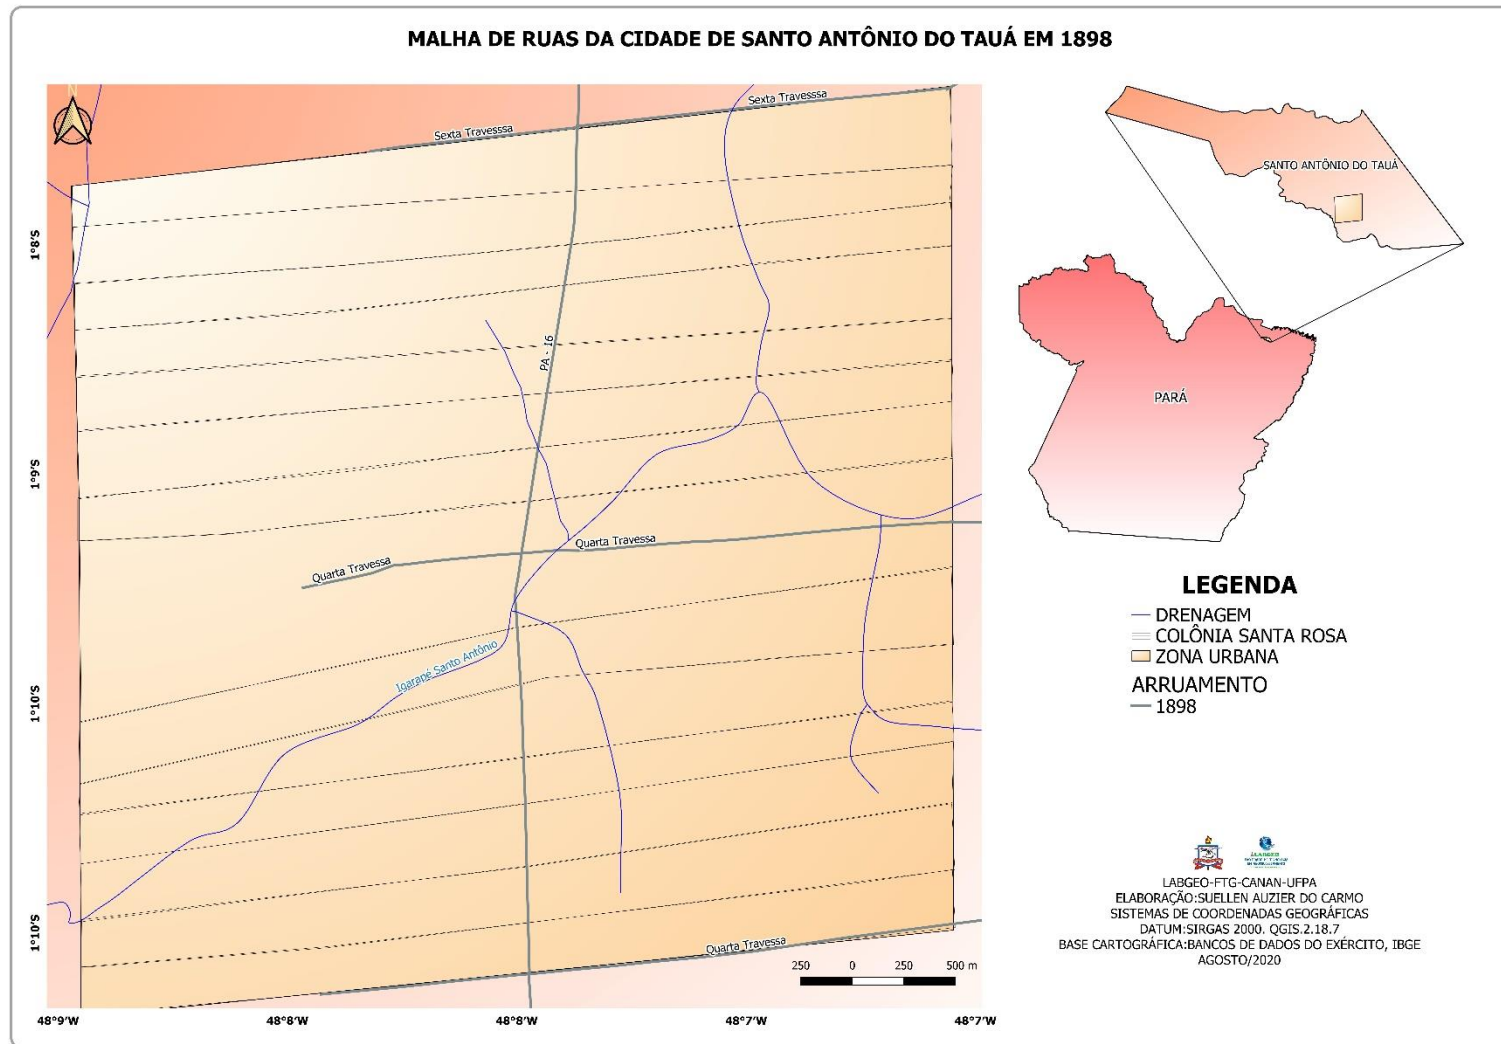 MALHA DE RUAS DA CIDADE DE SANTO ANTÔNIO DO TAUÁ EM 1898
N
Sexta Travesssa
Sexta Travesssa
PA - 16
Quarta Travessa
Quarta Travessa
Igarapé Santo Antônio
Quarta Travessa
250 0 250 500 m
1°8'S
1°9'S
1°10'S
1°10'S
48°9'W
48°8'W
48°8'W
48°7'W
48°7'W
SANTO ANTÔNIO DO TAUÁ
PARÁ
LEGENDA
DRENAGEM
COLÔNIA SANTA ROSA
ZONA URBANA
ARRUAMENTO
1898
LABGEO-FTG-CANAN-UFPA
ELABORAÇÃO:SUELLEN AUZIER DO CARMO
SISTEMAS DE COORDENADAS GEOGRÁFICAS
DATUM:SIRGAS 2000. QGIS.2.18.7
BASE CARTOGRÁFICA:BANCOS DE DADOS DO EXÉRCITO, IBGE
AGOSTO/2020